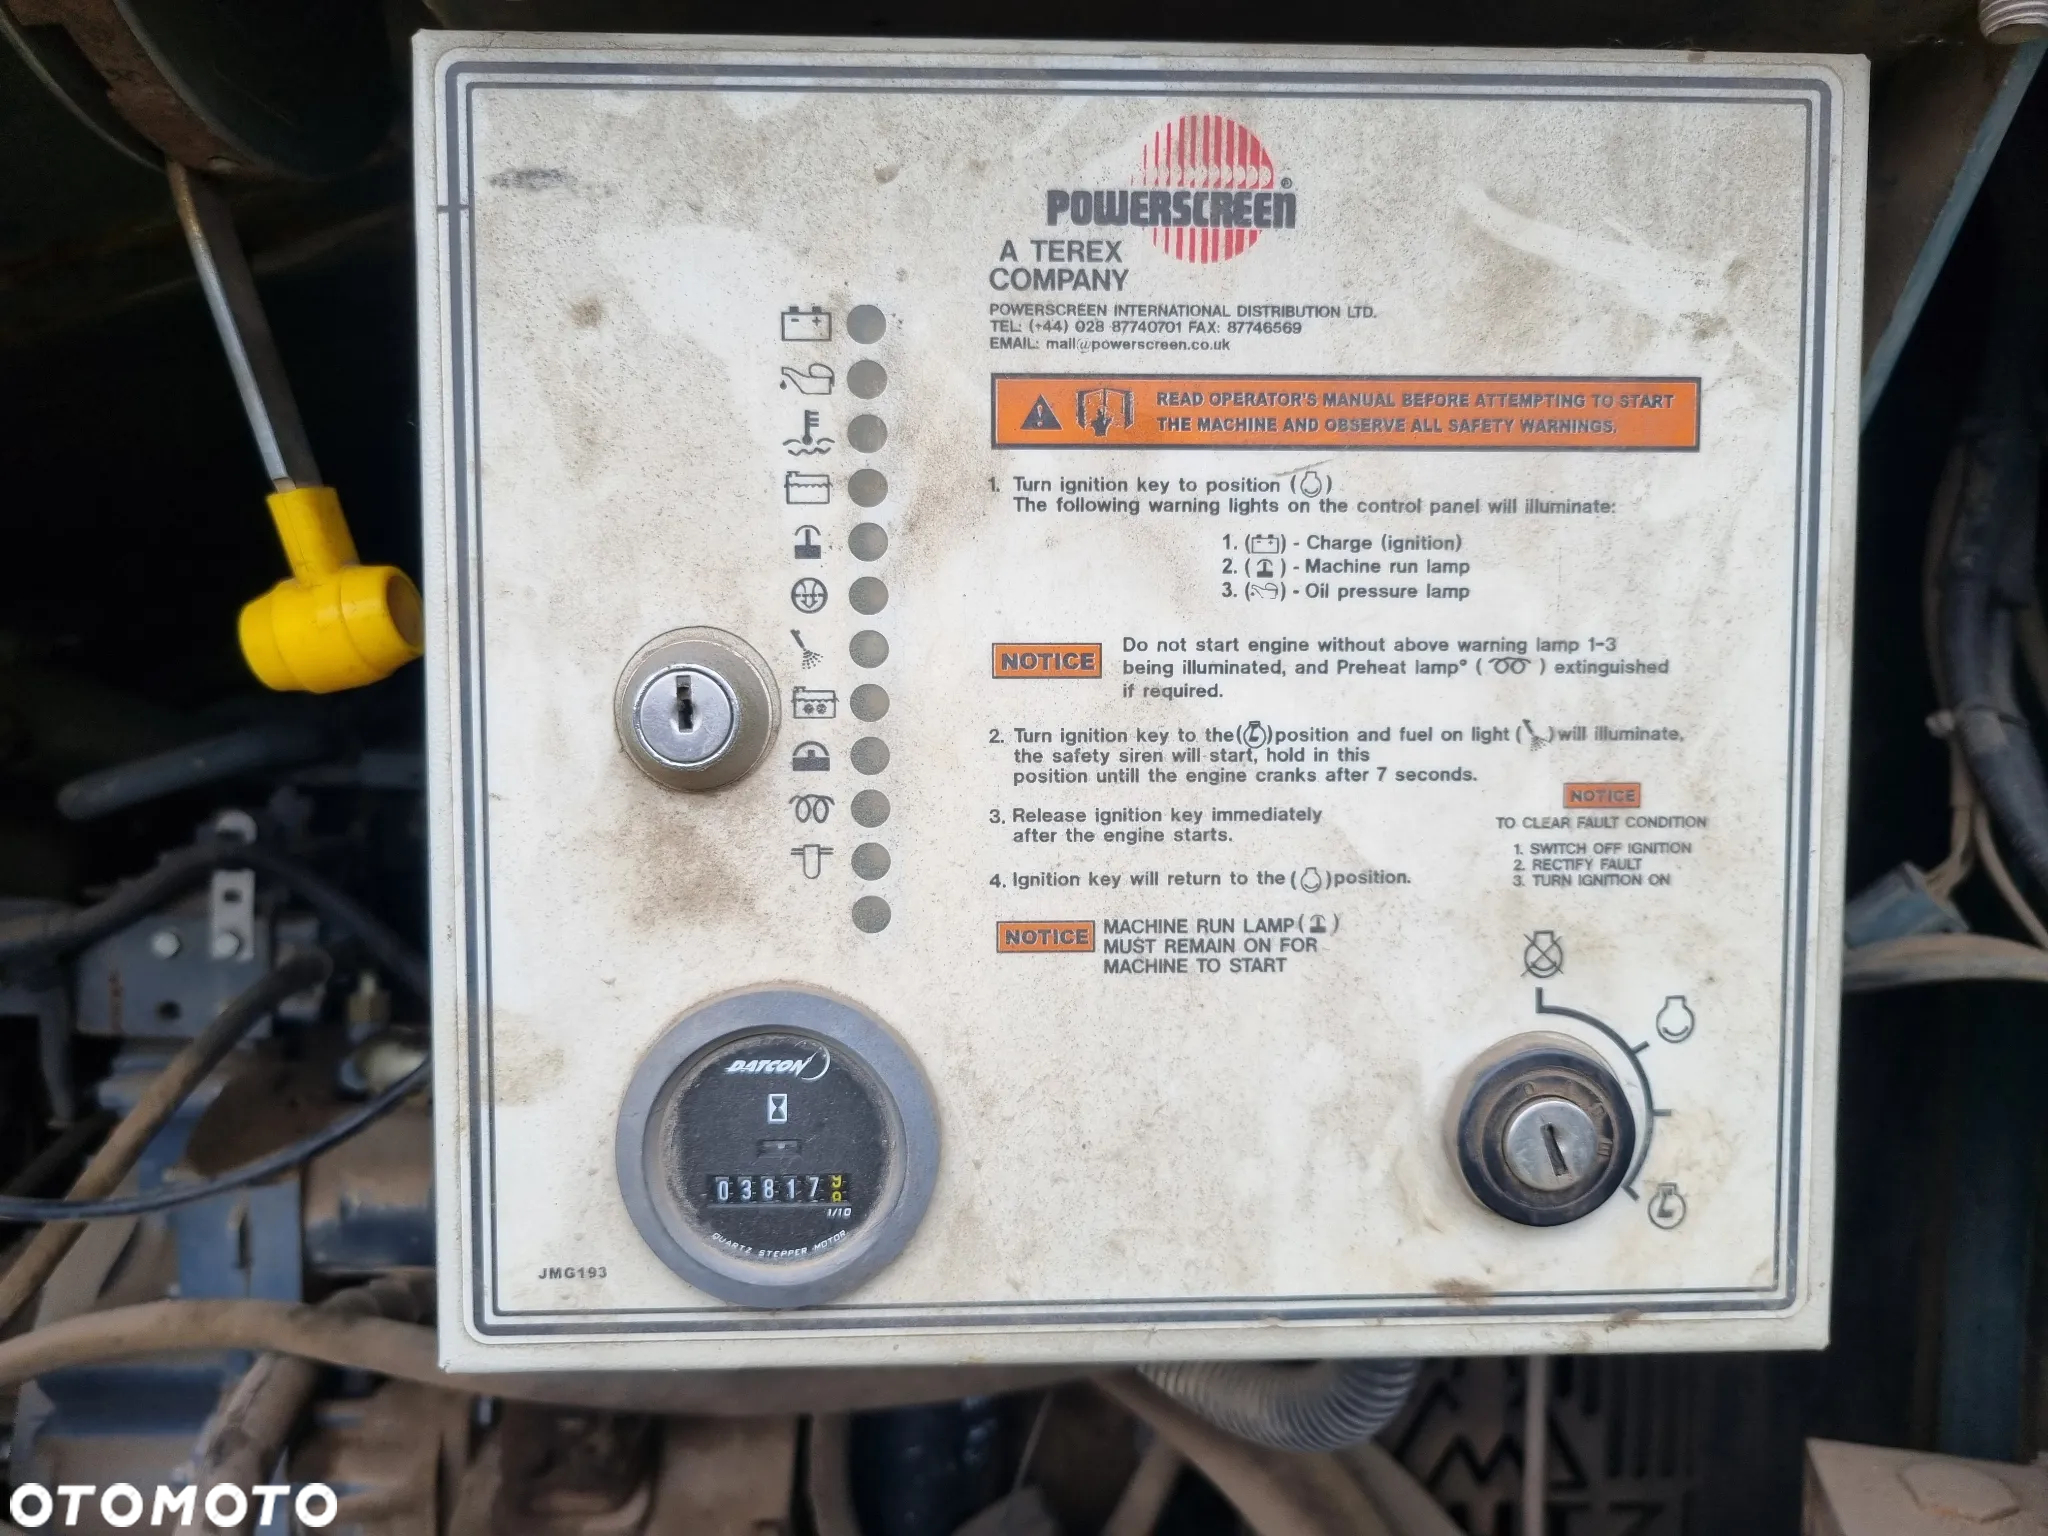 POWERSCREEN®
A TEREX
COMPANY
POWERSCREEN INTERNATIONAL DISTRIBUTION LTD.
TEL: (+44) 028 87740701 FAX: 87746569
EMAIL: mail@powerscreen.co.uk
READ OPERATOR'S MANUAL BEFORE ATTEMPTING TO START
THE MACHINE AND OBSERVE ALL SAFETY WARNINGS.
1. Turn ignition key to position ( )
The following warning lights on the control panel will illuminate:
1. ( ) - Charge (ignition)
2. ( ) - Machine run lamp
3. ( ) - Oil pressure lamp
NOTICE
Do not start engine without above warning lamp 1-3
being illuminated, and Preheat lamp* ( ) extinguished
if required.
2. Turn ignition key to the ( ) position and fuel on light ( ) will illuminate,
the safety siren will start, hold in this
position untill the engine cranks after 7 seconds.
3. Release ignition key immediately
after the engine starts.
4. Ignition key will return to the ( ) position.
NOTICE
TO CLEAR FAULT CONDITION
1. SWITCH OFF IGNITION
2. RECTIFY FAULT
3. TURN IGNITION ON
NOTICE
MACHINE RUN LAMP ( )
MUST REMAIN ON FOR
MACHINE TO START
DATCON
03817
1/10
QUARTZ STEPPER MOTOR
JMG193
OTOMOTO